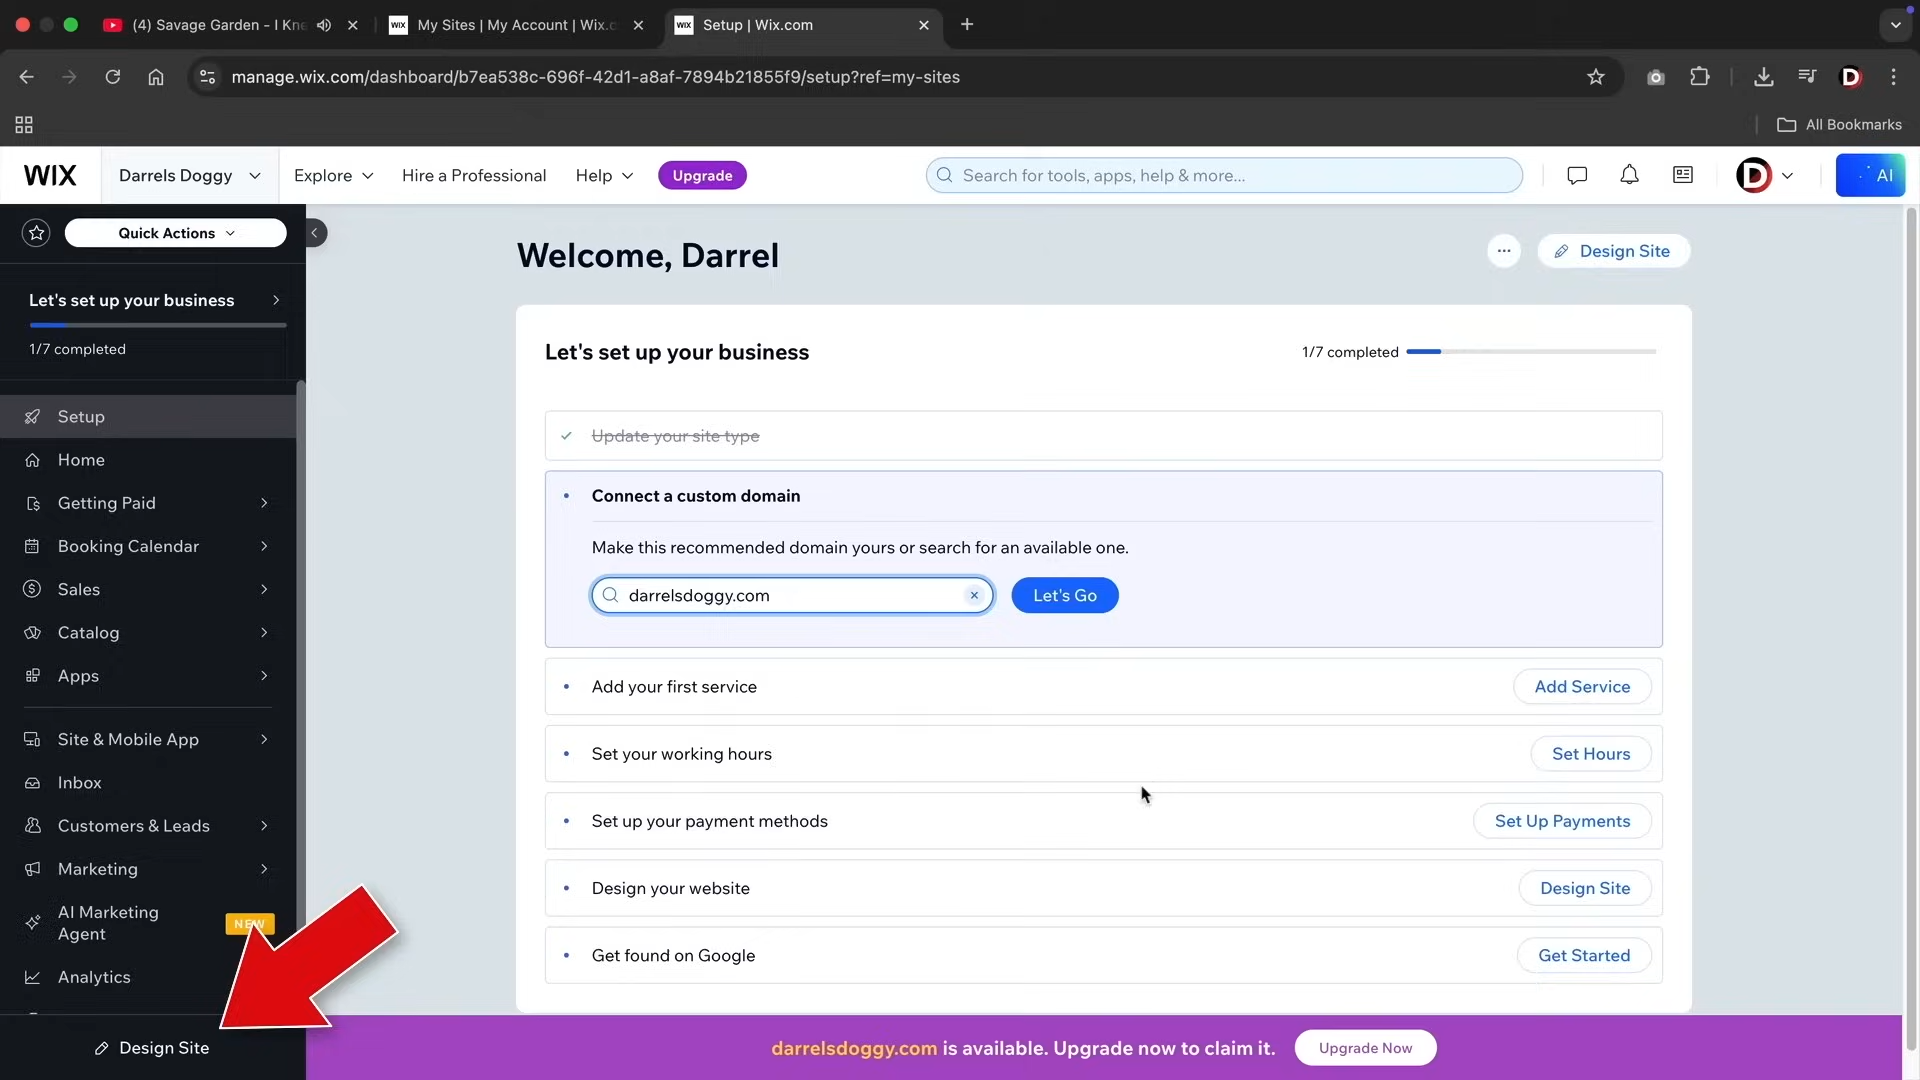 (4) Savage Garden - I Kne
My Sites | My Account | Wix.c
Setup | Wix.com
manage.wix.com/dashboard/b7ea538c-696f-42d1-a8af-7894b21855f9/setup?ref=my-sites
All Bookmarks
WIX
Darrels Doggy
Explore
Hire a Professional
Help
Upgrade
Search for tools, apps, help & more...
D
AI
Quick Actions
Let's set up your business
1/7 completed
Setup
Home
Getting Paid
Booking Calendar
Sales
Catalog
Apps
Site & Mobile App
Inbox
Customers & Leads
Marketing
AI Marketing
Agent
NEW
Analytics
Design Site
Welcome, Darrel
Design Site
Let's set up your business
1/7 completed
Update your site type
Connect a custom domain
Make this recommended domain yours or search for an available one.
darrelsdoggy.com
Let's Go
Add your first service
Add Service
Set your working hours
Set Hours
Set up your payment methods
Set Up Payments
Design your website
Design Site
Get found on Google
Get Started
darrelsdoggy.com is available. Upgrade now to claim it.
Upgrade Now